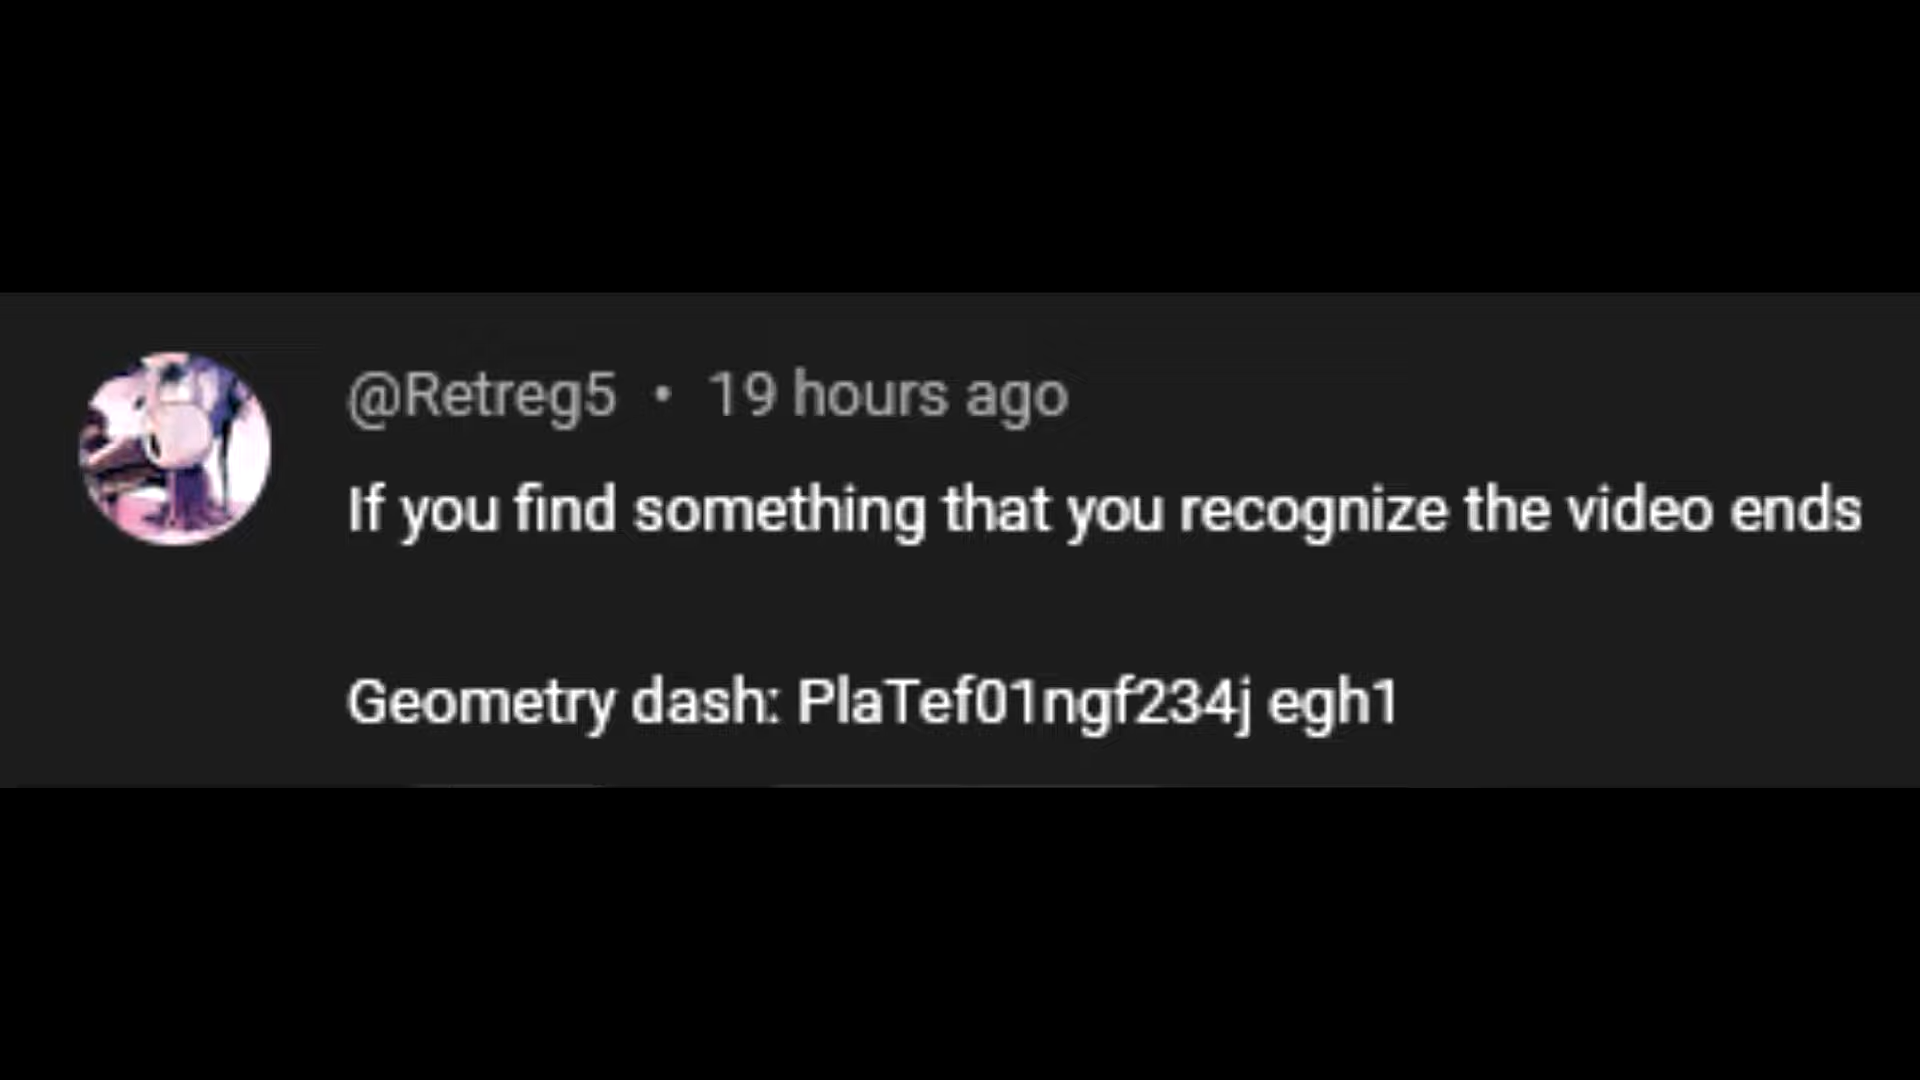 @Retreg5 • 19 hours ago
If you find something that you recognize the video ends
Geometry dash: PlaTef01ngf234j egh1